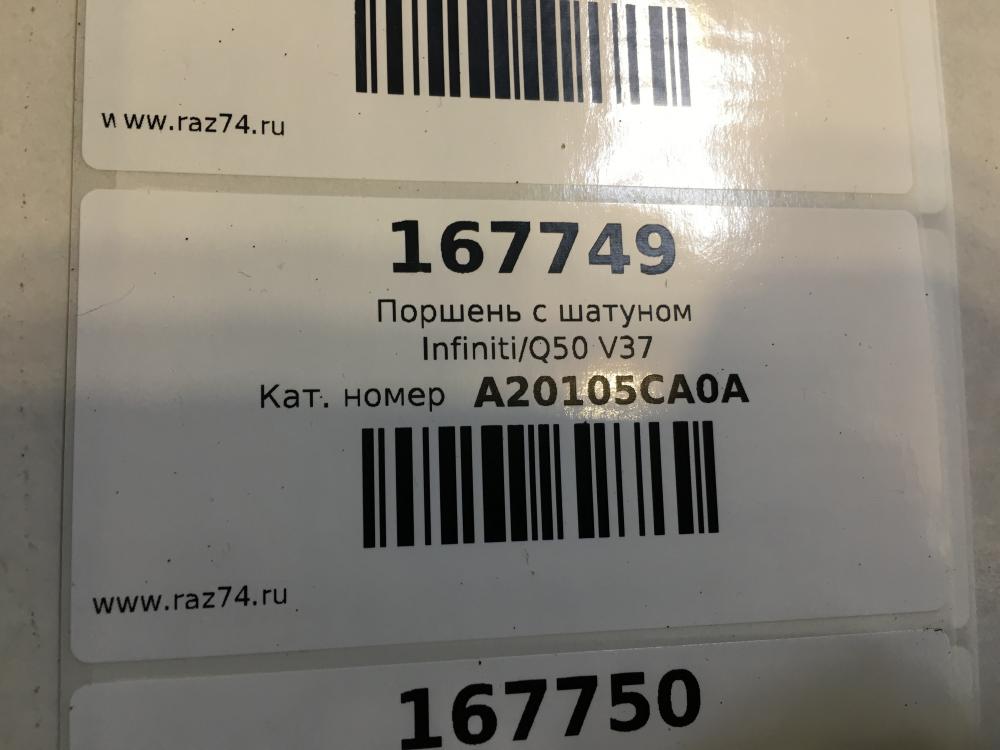 www.raz74.ru
167749
Поршень с шатуном
Infiniti/Q50 V37
Кат. номер A20105CA0A
www.raz74.ru
167750